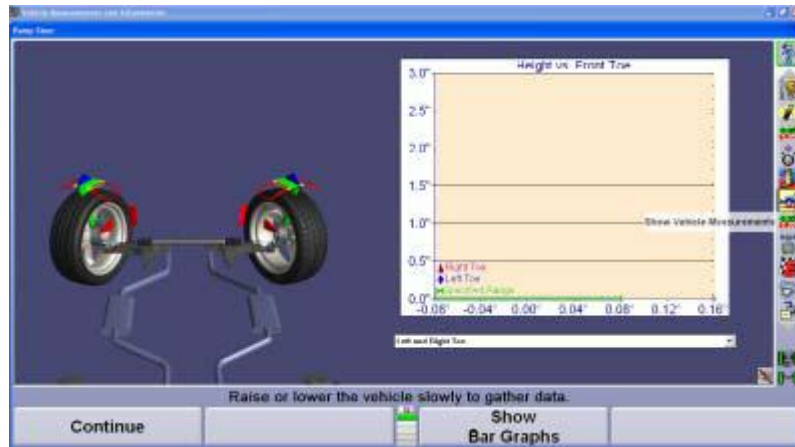 Vehicle Measurements and Adjustments
Height vs. Front Toe
3.0"
2.5"
2.0"
1.5"
1.0"
Show Vehicle Measurements
0.5"
Right Toe
Left Toe
Specified Range
0.0"
-0.08° -0.04° 0.00° 0.04° 0.08° 0.12° 0.16°
Left and Right Toe
Raise or lower the vehicle slowly to gather data.
Continue
Show
Bar Graphs